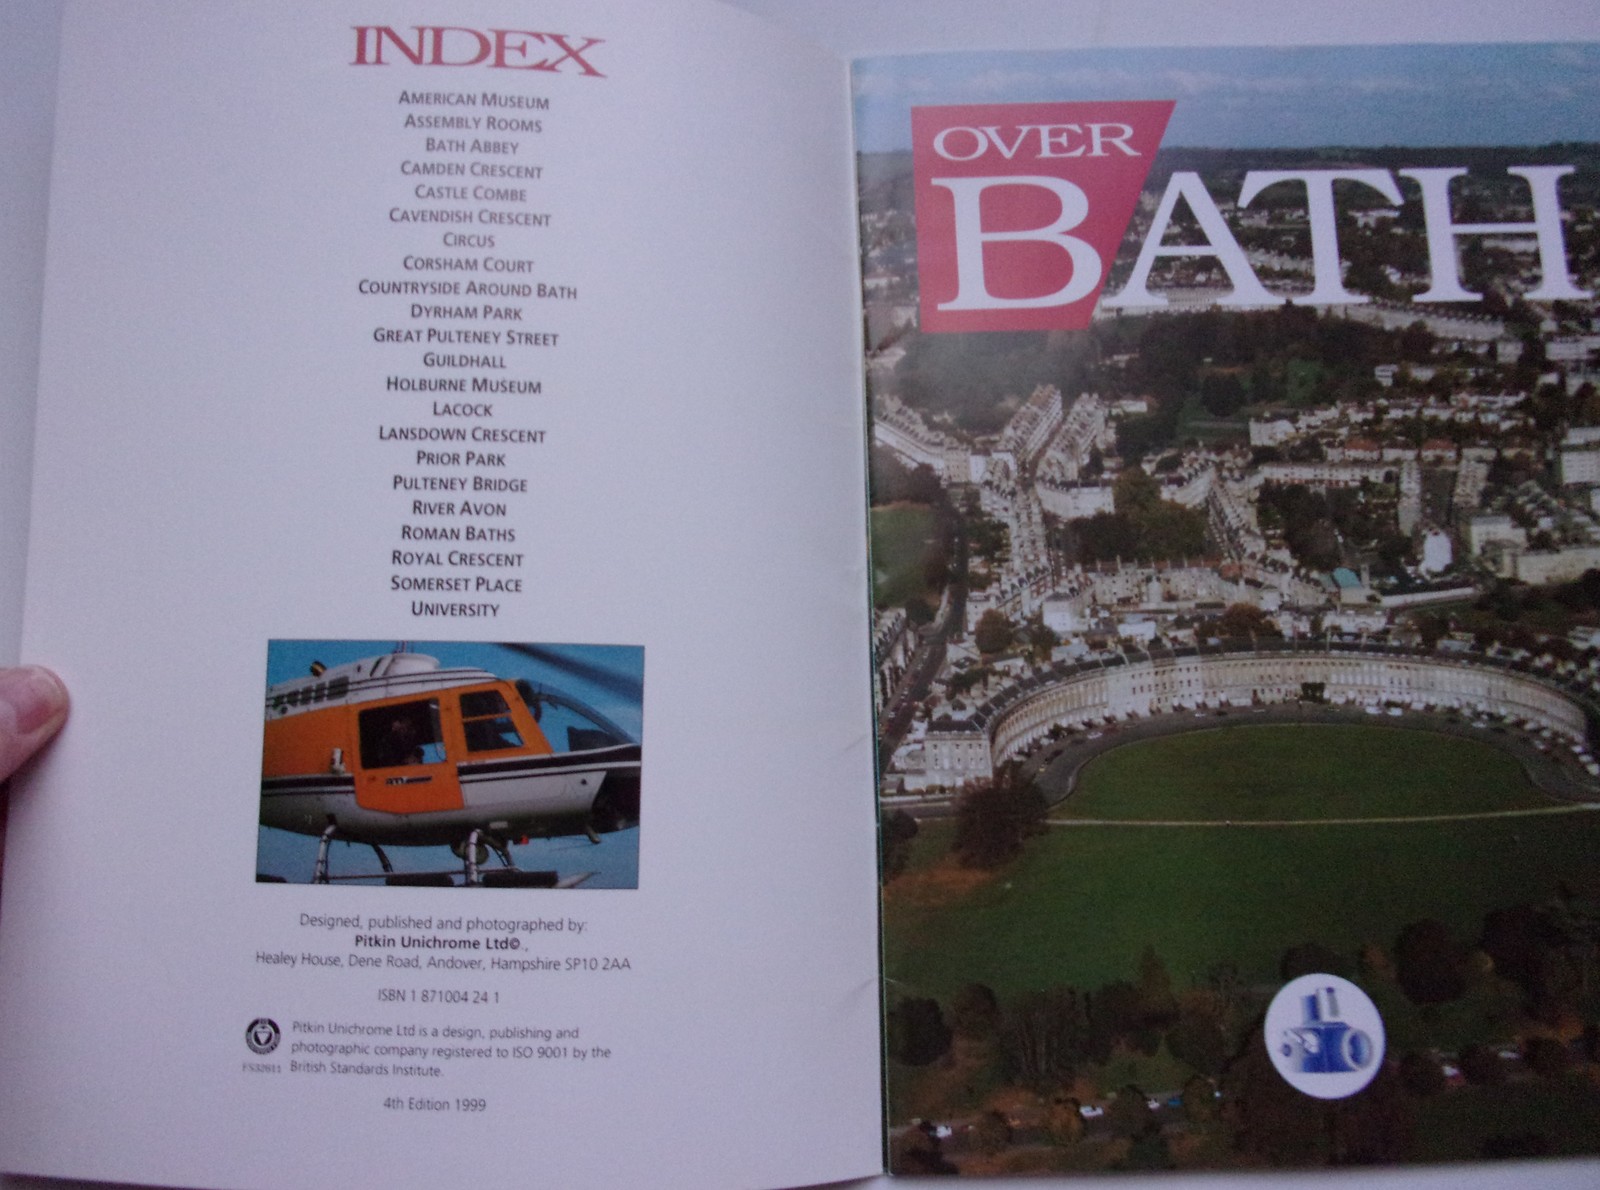 INDEX
AMERICAN MUSEUM
ASSEMBLY ROOMS
BATH ABBEY
CAMDEN CRESCENT
CASTLE COMBE
CAVENDISH CRESCENT
CIRCUS
CORSHAM COURT
COUNTRYSIDE AROUND BATH
DYRHAM PARK
GREAT PULTENEY STREET
GUILDHALL
HOLBURNE MUSEUM
LACOCK
LANSDOWN CRESCENT
PRIOR PARK
PULTENEY BRIDGE
RIVER AVON
ROMAN BATHS
ROYAL CRESCENT
SOMERSET PLACE
UNIVERSITY
Designed, published and photographed by:
Pitkin Unichrome Ltd©.,
Healey House, Dene Road, Andover, Hampshire SP10 2AA
ISBN 1 871004 24 1
Pitkin Unichrome Ltd is a design, publishing and
photographic company registered to ISO 9001 by the
FS32611 British Standards Institute.
4th Edition 1999
OVER
BATH